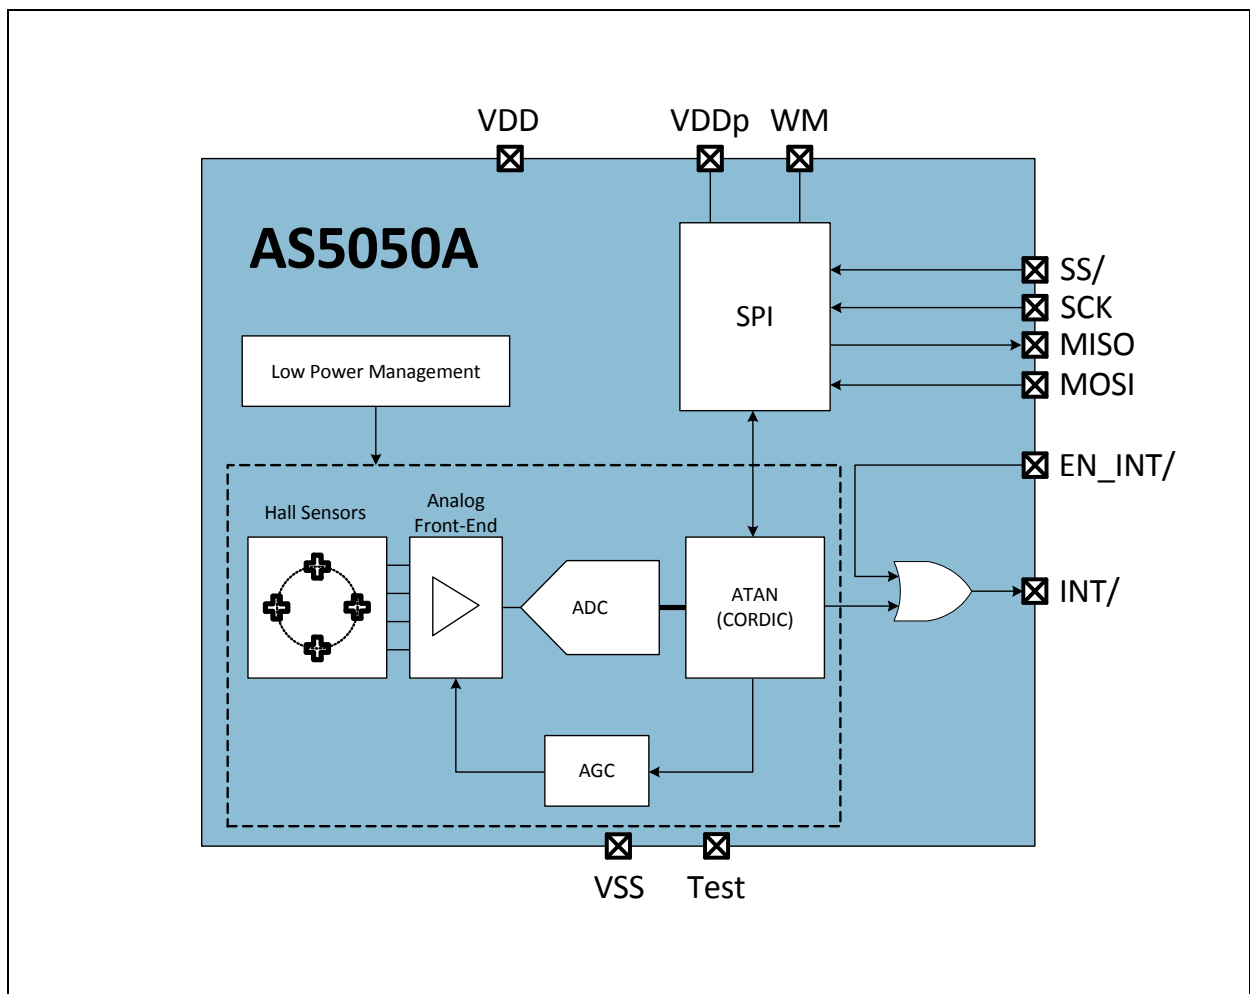 VDD
VDDp
WM
AS5050A
SPI
SS/
SCK
MISO
MOSI
Low Power Management
EN_INT/
Hall Sensors
Analog
Front-End
ADC
ATAN
(CORDIC)
INT/
AGC
VSS
Test